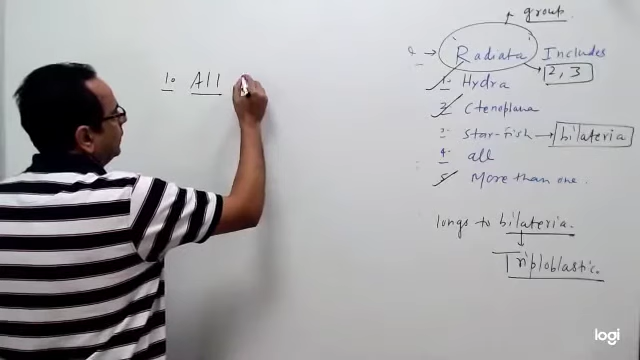 1. All
group
Q → Radiata Includes
2, 3
1. Hydra
2. Ctenoplana
3. Star-fish → bilateria
4. all
5. More than one.
longs to bilateria.
Triploblastic.
logi